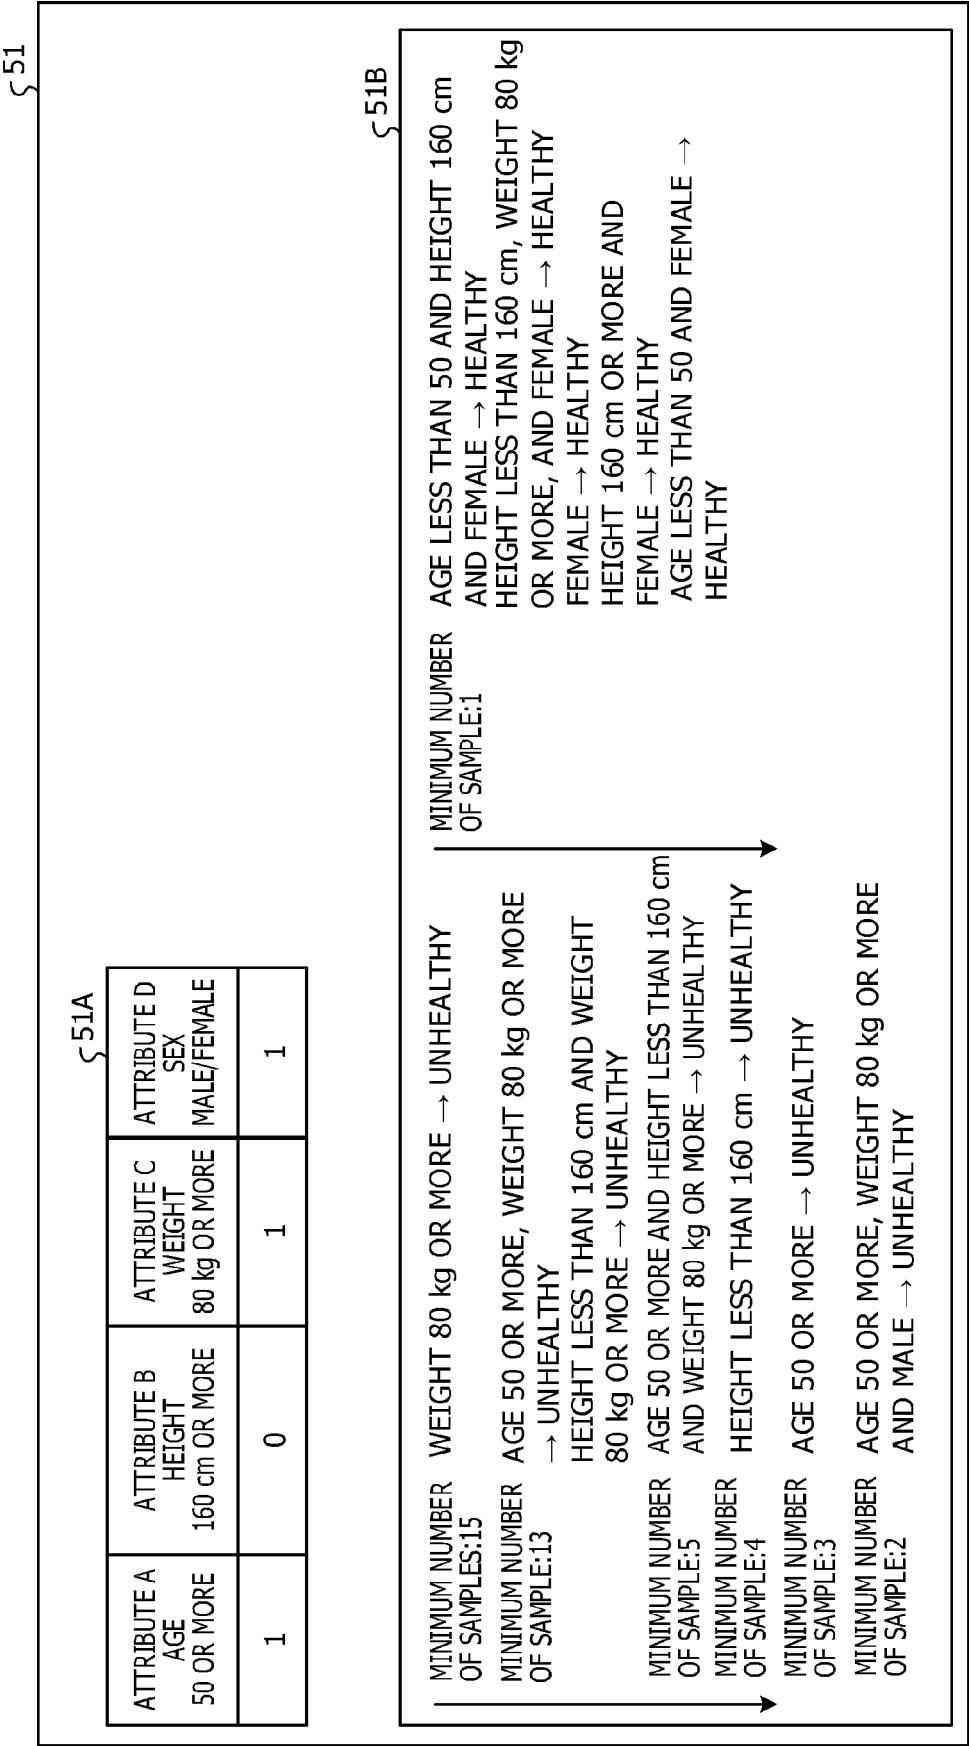 51
51A
ATTRIBUTE A
AGE
50 OR MORE
ATTRIBUTE B
HEIGHT
160 cm OR MORE
ATTRIBUTE C
WEIGHT
80 kg OR MORE
ATTRIBUTE D
SEX
MALE/FEMALE
1
0
1
1
51B
MINIMUM NUMBER
OF SAMPLES:15
WEIGHT 80 kg OR MORE → UNHEALTHY
MINIMUM NUMBER
OF SAMPLE:13
AGE 50 OR MORE, WEIGHT 80 kg OR MORE
→ UNHEALTHY
HEIGHT LESS THAN 160 cm AND WEIGHT
80 kg OR MORE → UNHEALTHY
MINIMUM NUMBER
OF SAMPLE:5
AGE 50 OR MORE AND HEIGHT LESS THAN 160 cm
AND WEIGHT 80 kg OR MORE → UNHEALTHY
MINIMUM NUMBER
OF SAMPLE:4
HEIGHT LESS THAN 160 cm → UNHEALTHY
MINIMUM NUMBER
OF SAMPLE:3
AGE 50 OR MORE → UNHEALTHY
MINIMUM NUMBER
OF SAMPLE:2
AGE 50 OR MORE, WEIGHT 80 kg OR MORE
AND MALE → UNHEALTHY
MINIMUM NUMBER
OF SAMPLE:1
AGE LESS THAN 50 AND HEIGHT 160 cm
AND FEMALE → HEALTHY
HEIGHT LESS THAN 160 cm, WEIGHT 80 kg
OR MORE, AND FEMALE → HEALTHY
FEMALE → HEALTHY
HEIGHT 160 cm OR MORE AND
FEMALE → HEALTHY
AGE LESS THAN 50 AND FEMALE →
HEALTHY